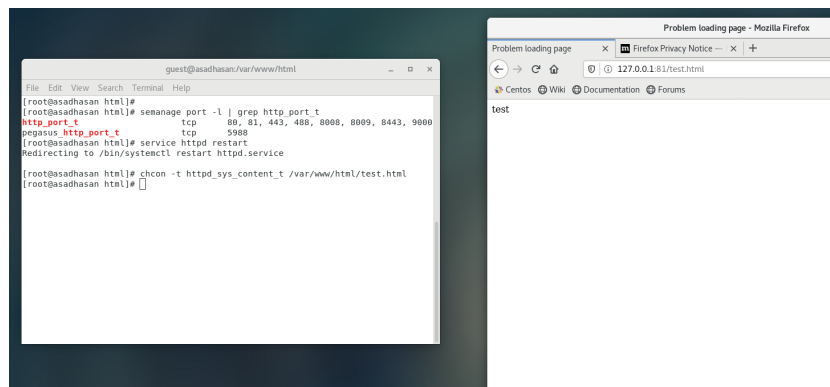 guest@asadhasan:/var/www/html
File Edit View Search Terminal Help
[root@asadhasan html]#
[root@asadhasan html]# semanage port -l | grep http_port_t
http_port_t tcp 80, 81, 443, 488, 8008, 8009, 8443, 9000
pegasus_http_port_t tcp 5988
[root@asadhasan html]# service httpd restart
Redirecting to /bin/systemctl restart httpd.service
[root@asadhasan html]# chcon -t httpd_sys_content_t /var/www/html/test.html
[root@asadhasan html]#
Problem loading page - Mozilla Firefox
Problem loading page
Firefox Privacy Notice —
127.0.0.1:81/test.html
Centos Wiki Documentation Forums
test